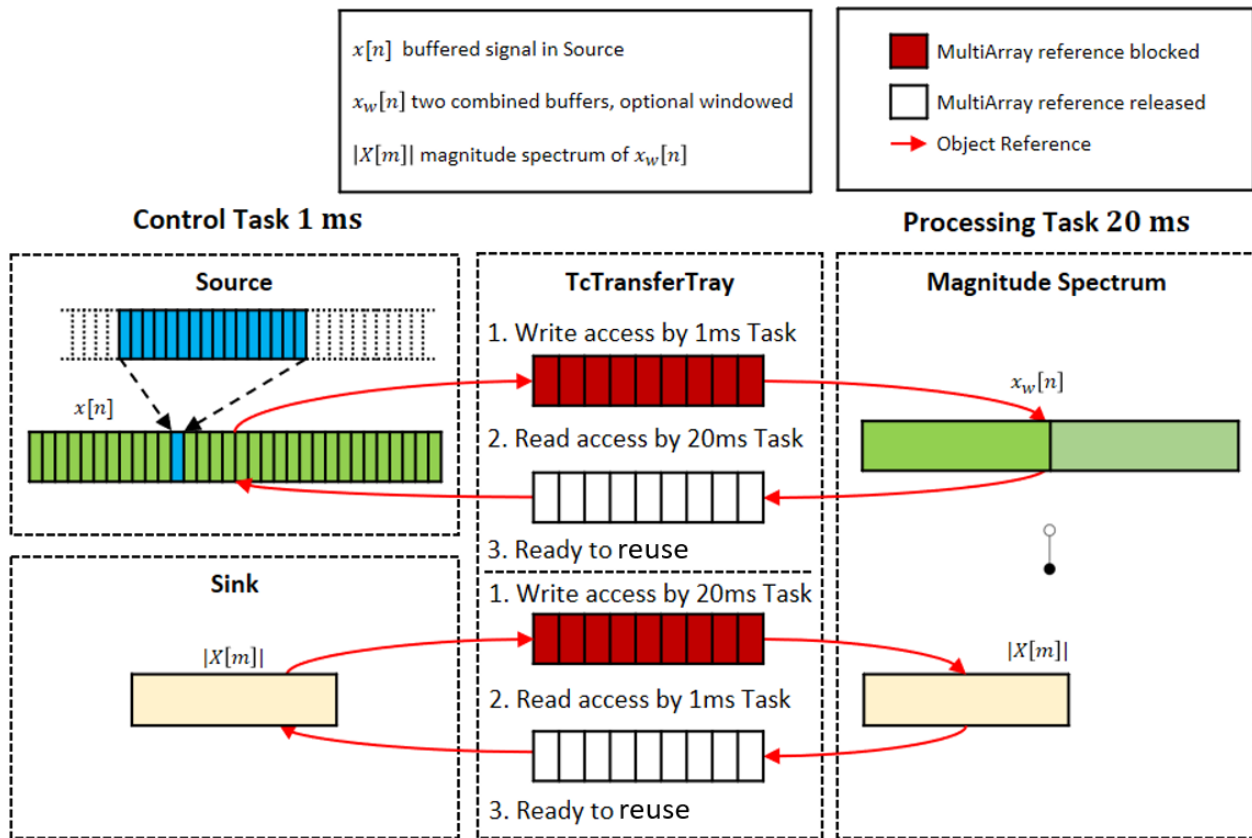 x[n] buffered signal in Source
x_w[n] two combined buffers, optional windowed
|X[m]| magnitude spectrum of x_w[n]
MultiArray reference blocked
MultiArray reference released
Object Reference
Control Task 1 ms
Processing Task 20 ms
Source
x[n]
TcTransferTray
1. Write access by 1ms Task
2. Read access by 20ms Task
3. Ready to reuse
Magnitude Spectrum
x_w[n]
Sink
|X[m]|
1. Write access by 20ms Task
2. Read access by 1ms Task
3. Ready to reuse
|X[m]|